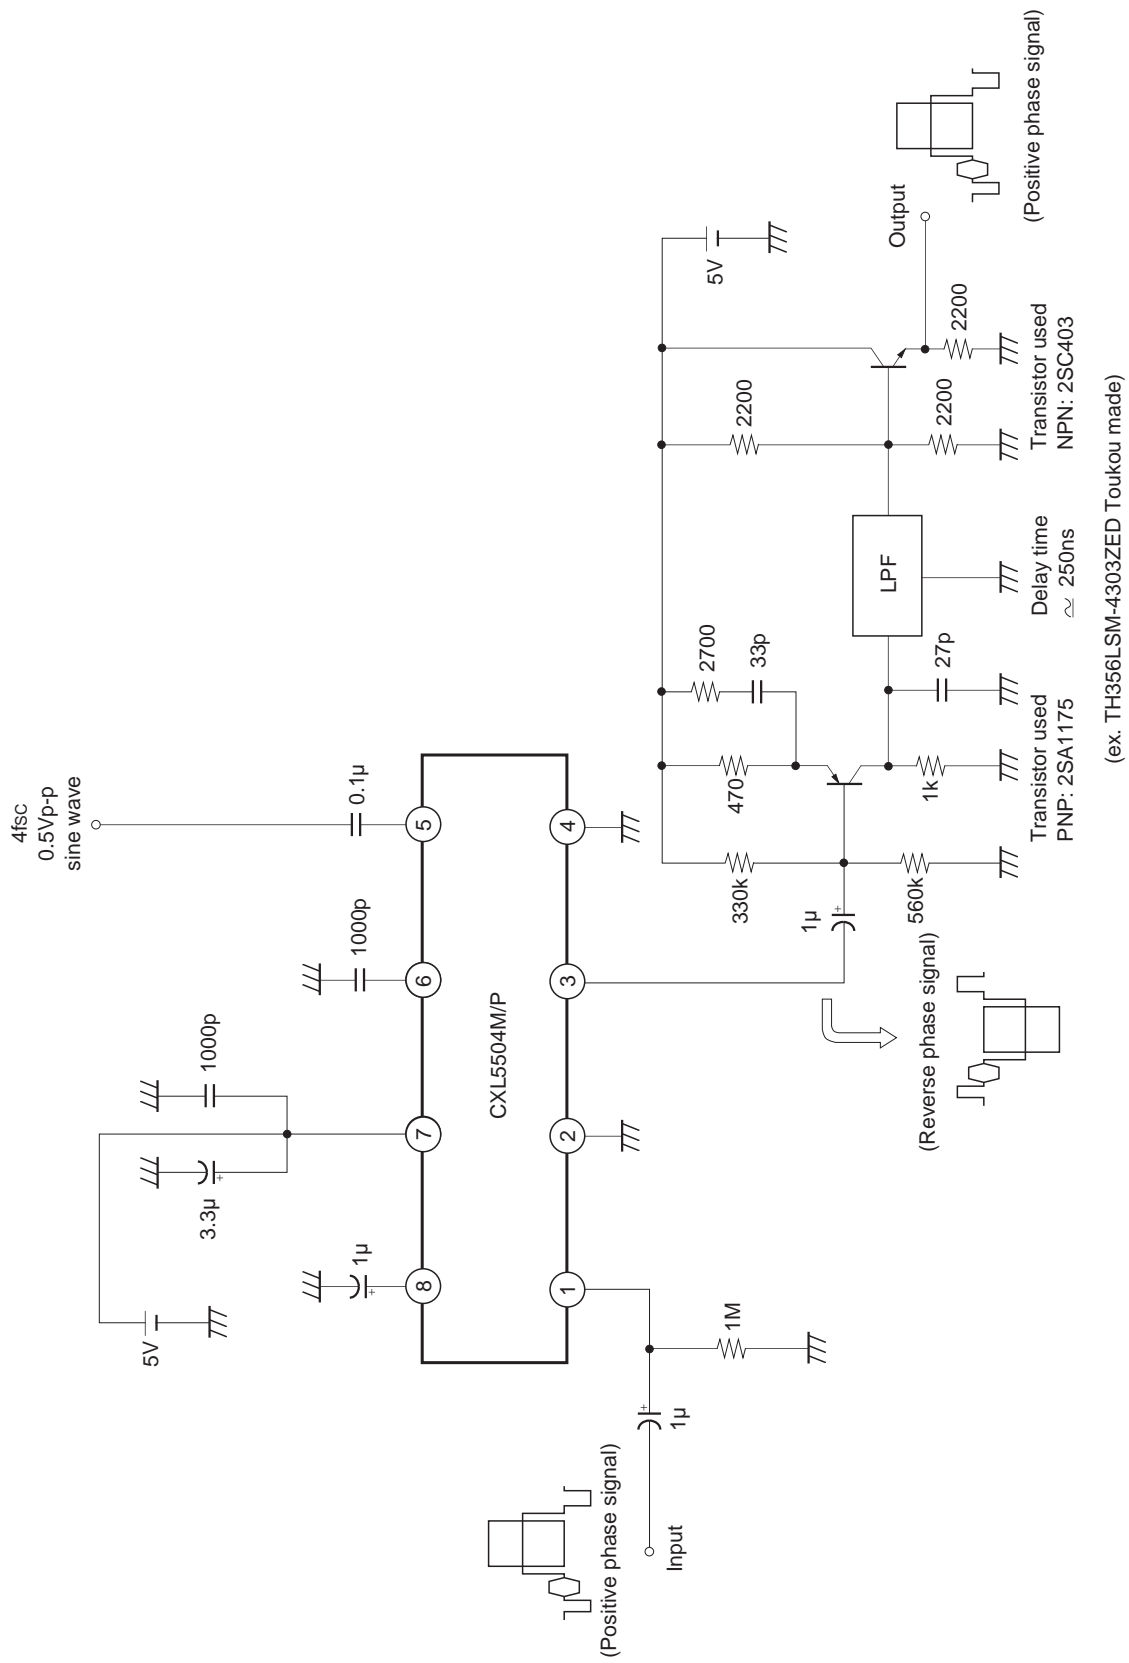 4fsc
0.5Vp-p
sine wave
0.1μ
1000p
1000p
3.3μ
1μ
5V
5
6
7
8
CXL5504M/P
4
3
2
1
(Positive phase signal)
Input
1μ
1M
(Reverse phase signal)
1μ
330k
560k
470
2700
33p
1k
27p
LPF
2200
2200
2200
5V
Output
(Positive phase signal)
Transistor used
PNP: 2SA1175
Delay time
≃ 250ns
Transistor used
NPN: 2SC403
(ex. TH356LSM-4303ZED Toukou made)